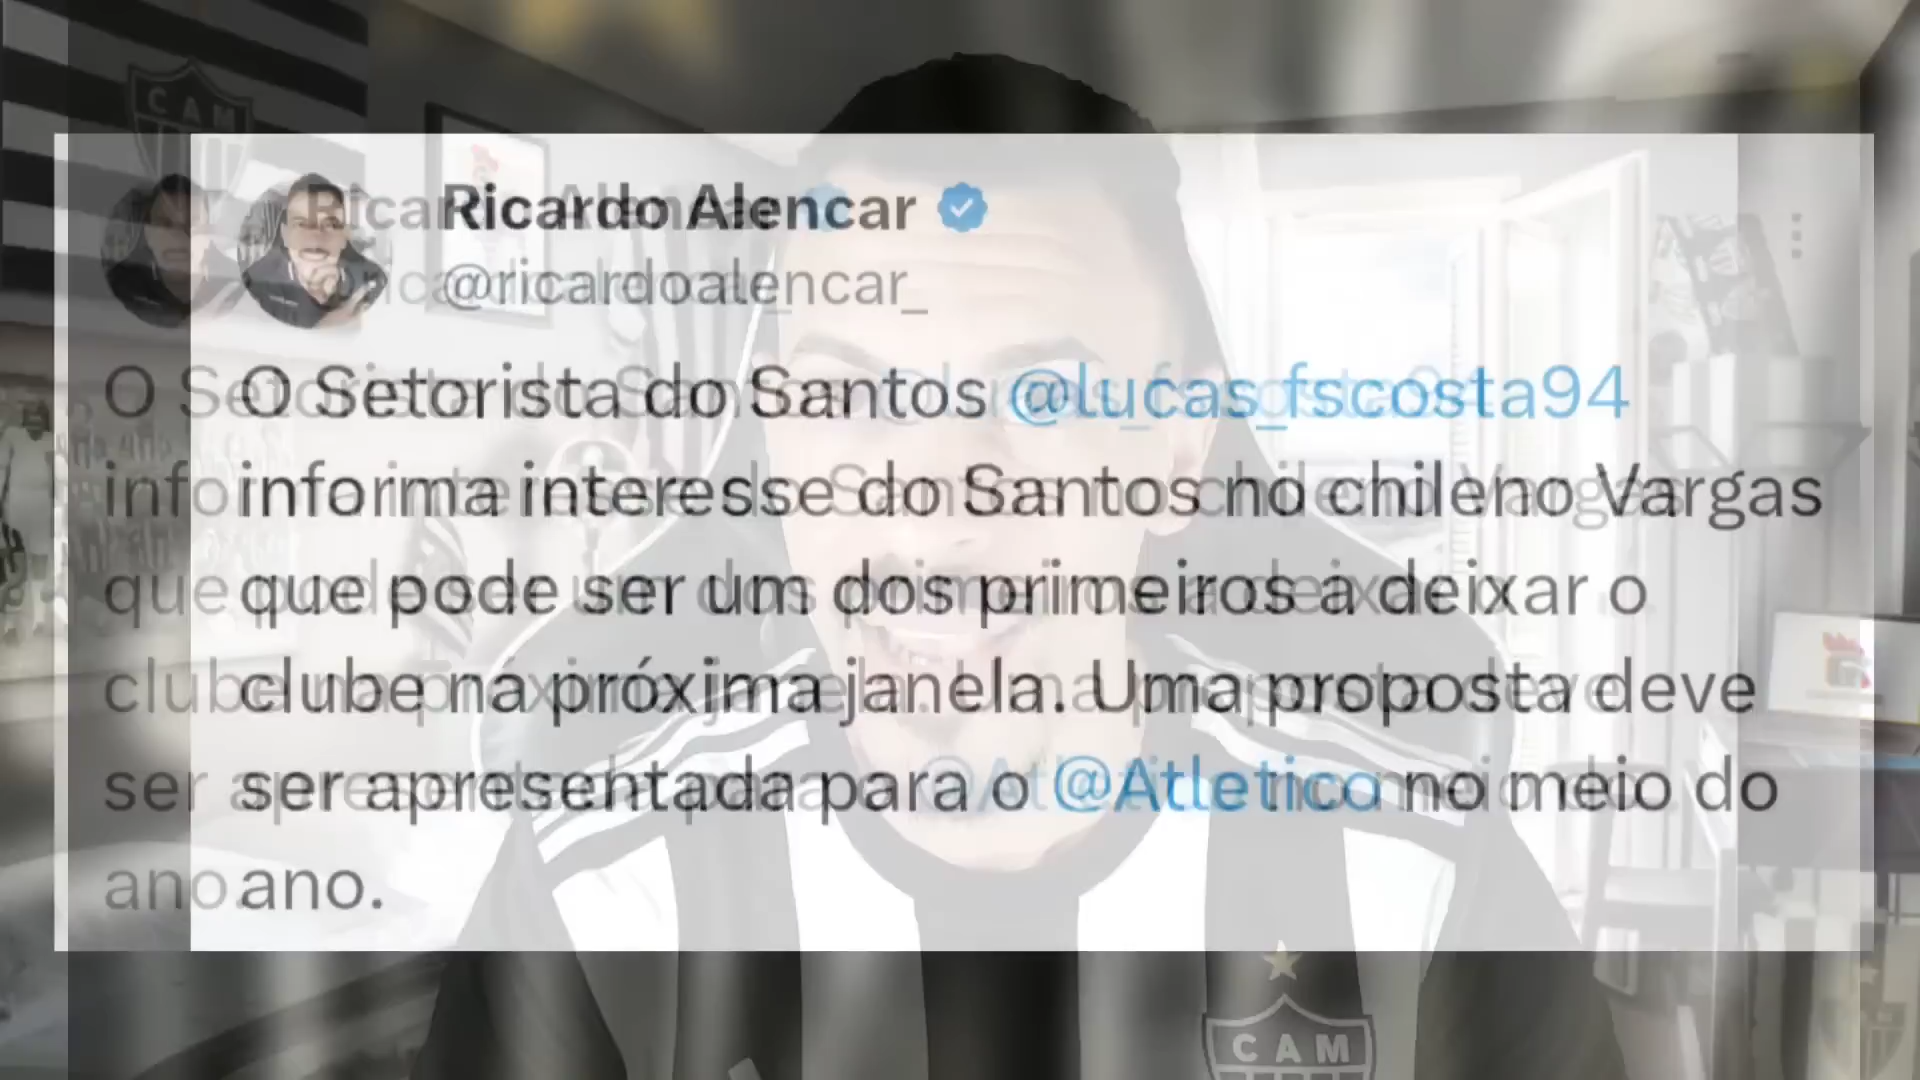 CAM
Ricardo Alencar
@ricardoalencar_
O Setorista do Santos @lucas_fscosta94
informa interesse do Santos no chileno Vargas
que pode ser um dos primeiros a deixar o
clube na próxima janela. Uma proposta deve
ser apresentada para o @Atletico no meio do
ano.
CAM